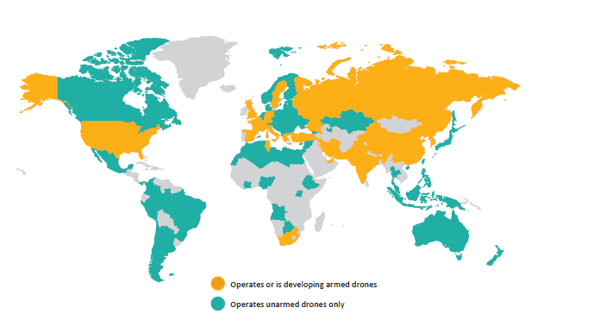 Operates or is developing armed drones
Operates unarmed drones only